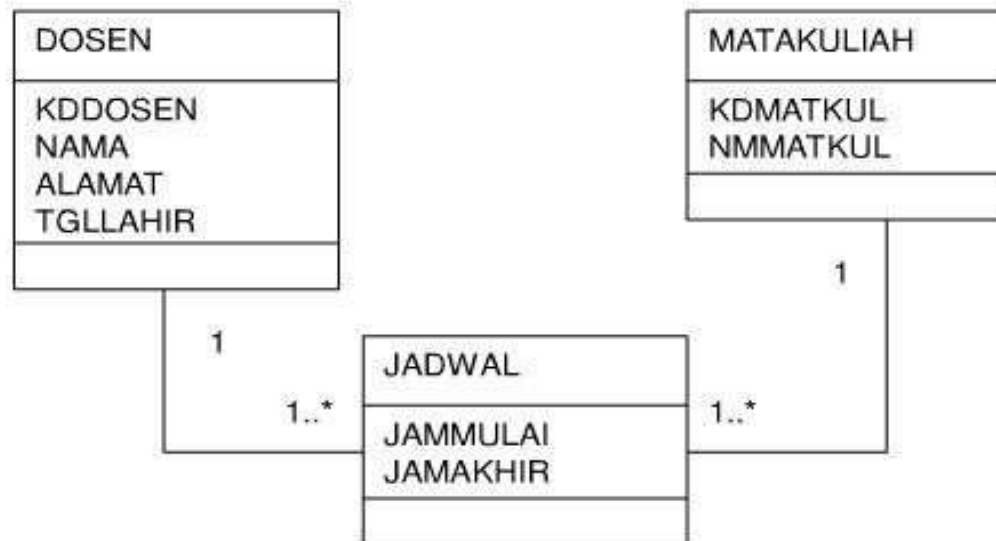 DOSEN
KDDOSEN
NAMA
ALAMAT
TGLLAHIR
MATAKULIAH
KDMATKUL
NMMATKUL
1
1
1..*
JADWAL
JAMMULAI
JAMAKHIR
1..*